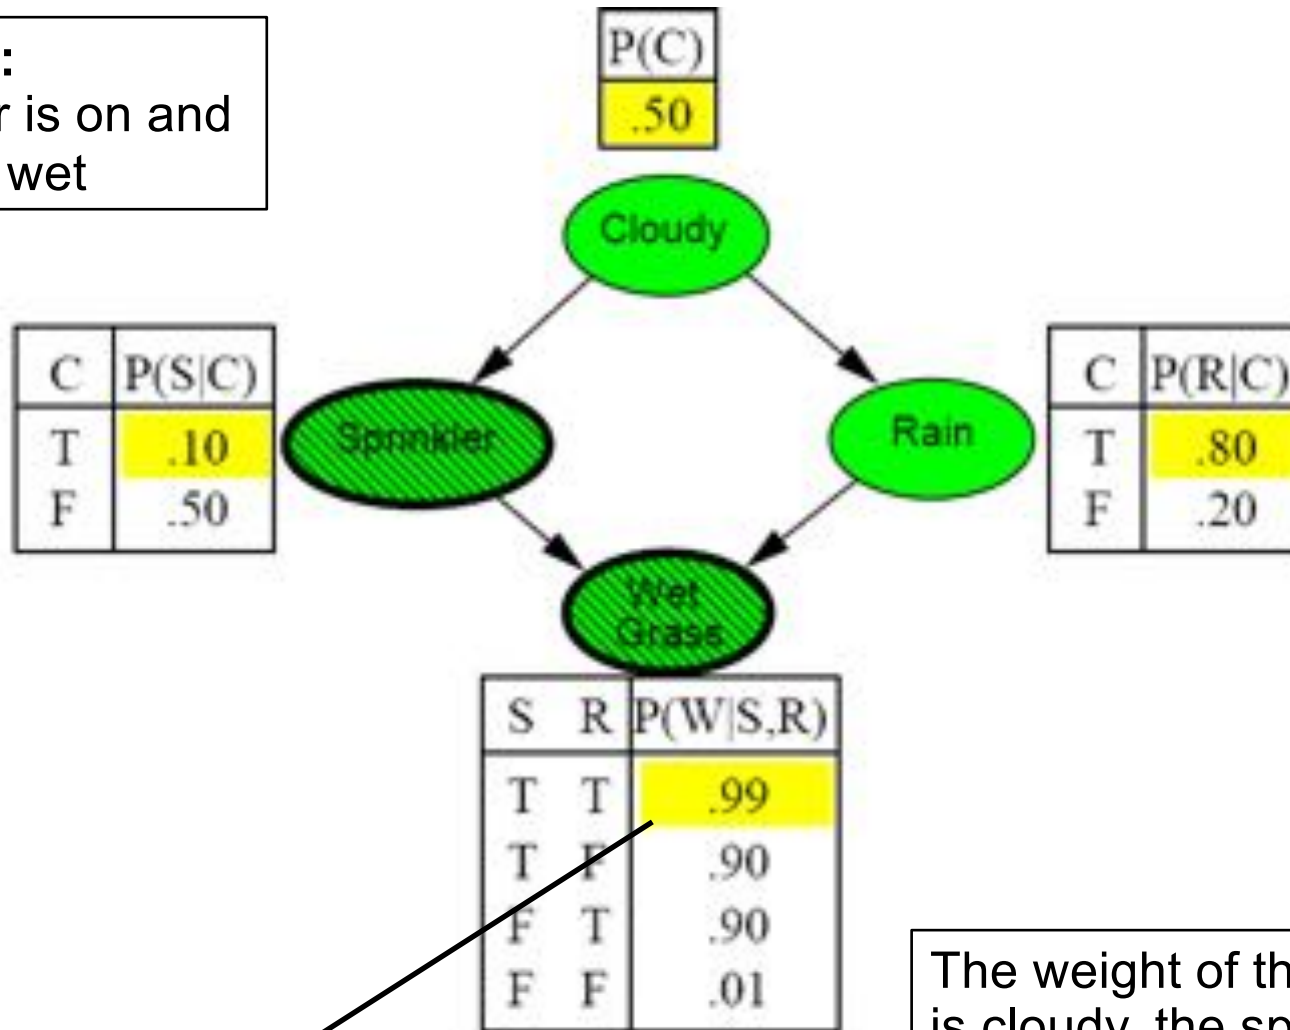 :
r is on and
wet
P(C)
.50
Cloudy
C P(S|C)
T .10
F .50
Sprinkler
Rain
C P(R|C)
T .80
F .20
Wet
Grass
S R P(W|S,R)
T T .99
T F .90
F T .90
F F .01
The weight of th
is cloudy, the sp